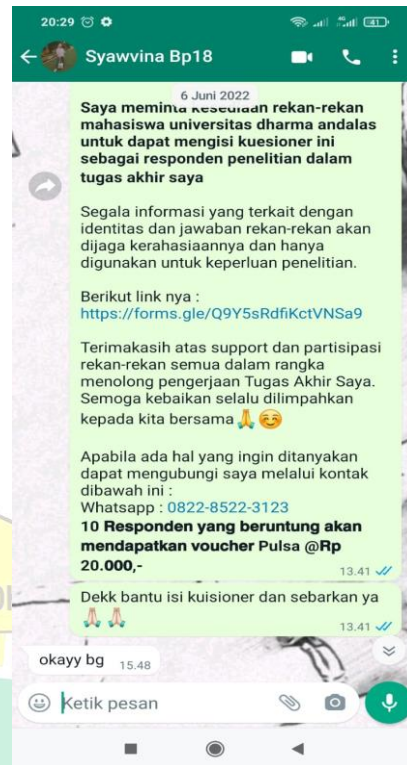 20:29
41
Syawvina Bp18
6 Juni 2022
Saya meminta kesediaan rekan-rekan
mahasiswa universitas dharma andalas
untuk dapat mengisi kuesioner ini
sebagai responden penelitian dalam
tugas akhir saya
Segala informasi yang terkait dengan
identitas dan jawaban rekan-rekan akan
dijaga kerahasiaannya dan hanya
digunakan untuk keperluan penelitian.
Berikut link nya :
https://forms.gle/Q9Y5sRdfiKctVNSa9
Terimakasih atas support dan partisipasi
rekan-rekan semua dalam rangka
menolong pengerjaan Tugas Akhir Saya.
Semoga kebaikan selalu dilimpahkan
kepada kita bersama 🙏☺️
Apabila ada hal yang ingin ditanyakan
dapat mengubungi saya melalui kontak
dibawah ini :
Whatsapp : 0822-8522-3123
10 Responden yang beruntung akan
mendapatkan voucher Pulsa @Rp
20.000,-
13.41
Dekk bantu isi kuisioner dan sebarkan ya
🙏🏻 🙏🏻
13.41
okayy bg 15.48
Ketik pesan